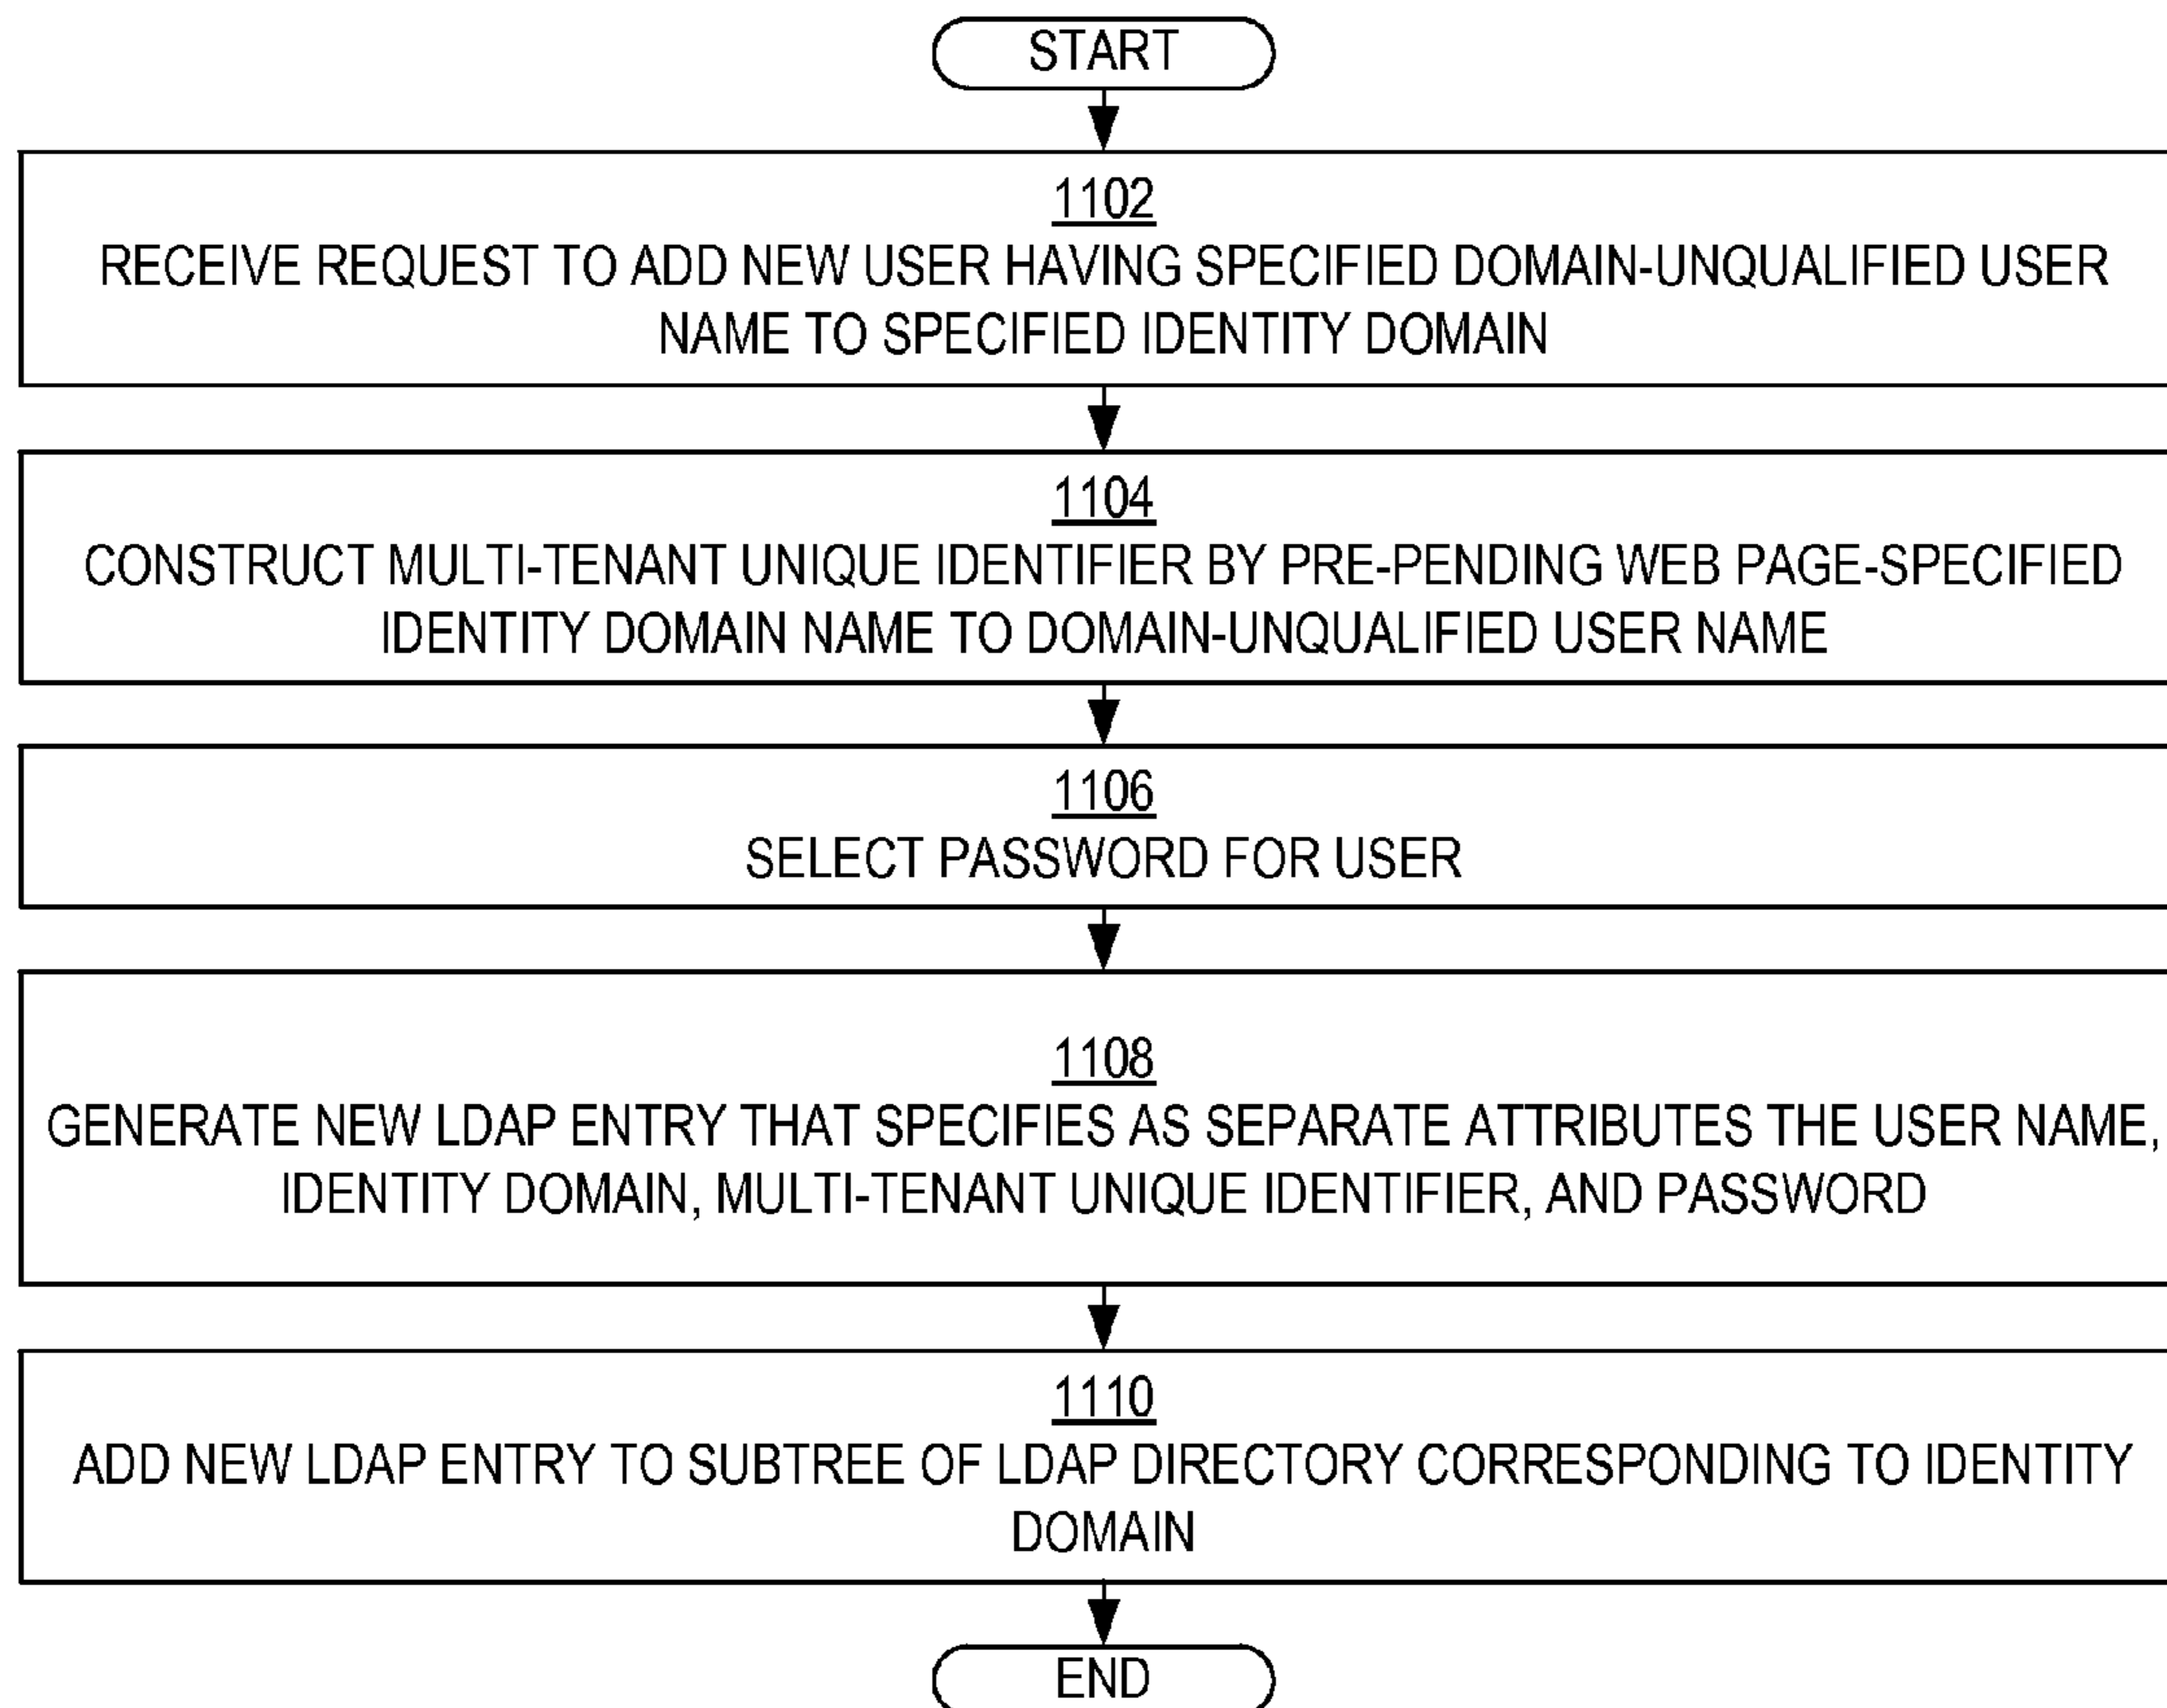 START
1102
RECEIVE REQUEST TO ADD NEW USER HAVING SPECIFIED DOMAIN-UNQUALIFIED USER
NAME TO SPECIFIED IDENTITY DOMAIN
1104
CONSTRUCT MULTI-TENANT UNIQUE IDENTIFIER BY PRE-PENDING WEB PAGE-SPECIFIED
IDENTITY DOMAIN NAME TO DOMAIN-UNQUALIFIED USER NAME
1106
SELECT PASSWORD FOR USER
1108
GENERATE NEW LDAP ENTRY THAT SPECIFIES AS SEPARATE ATTRIBUTES THE USER NAME,
IDENTITY DOMAIN, MULTI-TENANT UNIQUE IDENTIFIER, AND PASSWORD
1110
ADD NEW LDAP ENTRY TO SUBTREE OF LDAP DIRECTORY CORRESPONDING TO IDENTITY
DOMAIN
END